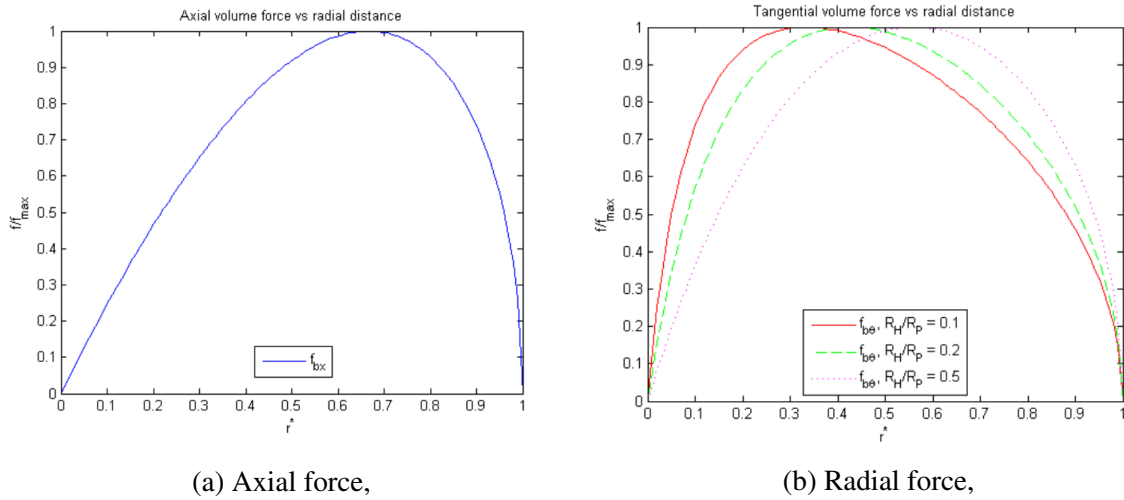 Axial volume force vs radial distance
1
0.9
0.8
0.7
0.6
0.5
0.4
0.3
0.2
0.1
0
f/f_max
f_bx
0 0.1 0.2 0.3 0.4 0.5 0.6 0.7 0.8 0.9 1
r*
(a) Axial force,
Tangential volume force vs radial distance
1
0.9
0.8
0.7
0.6
0.5
0.4
0.3
0.2
0.1
0
f/f_max
f_bθ, R_H/R_P = 0.1
f_bθ, R_H/R_P = 0.2
f_bθ, R_H/R_P = 0.5
0 0.1 0.2 0.3 0.4 0.5 0.6 0.7 0.8 0.9 1
r*
(b) Radial force,